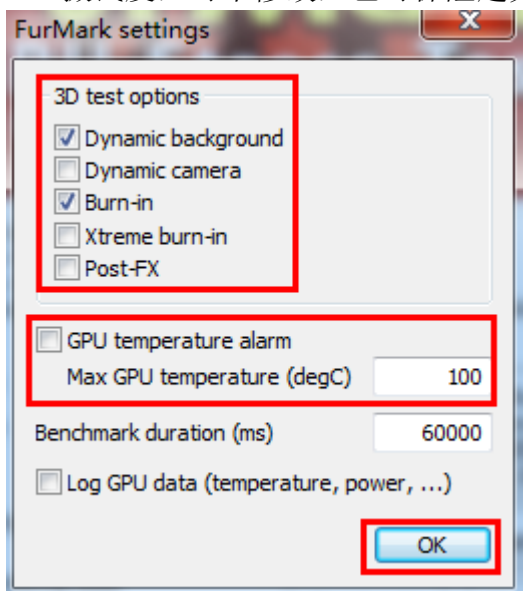 FurMark settings
3D test options
Dynamic background
Dynamic camera
Burn-in
Xtreme burn-in
Post-FX
GPU temperature alarm
Max GPU temperature (degC) 100
Benchmark duration (ms) 60000
Log GPU data (temperature, power, ...)
OK